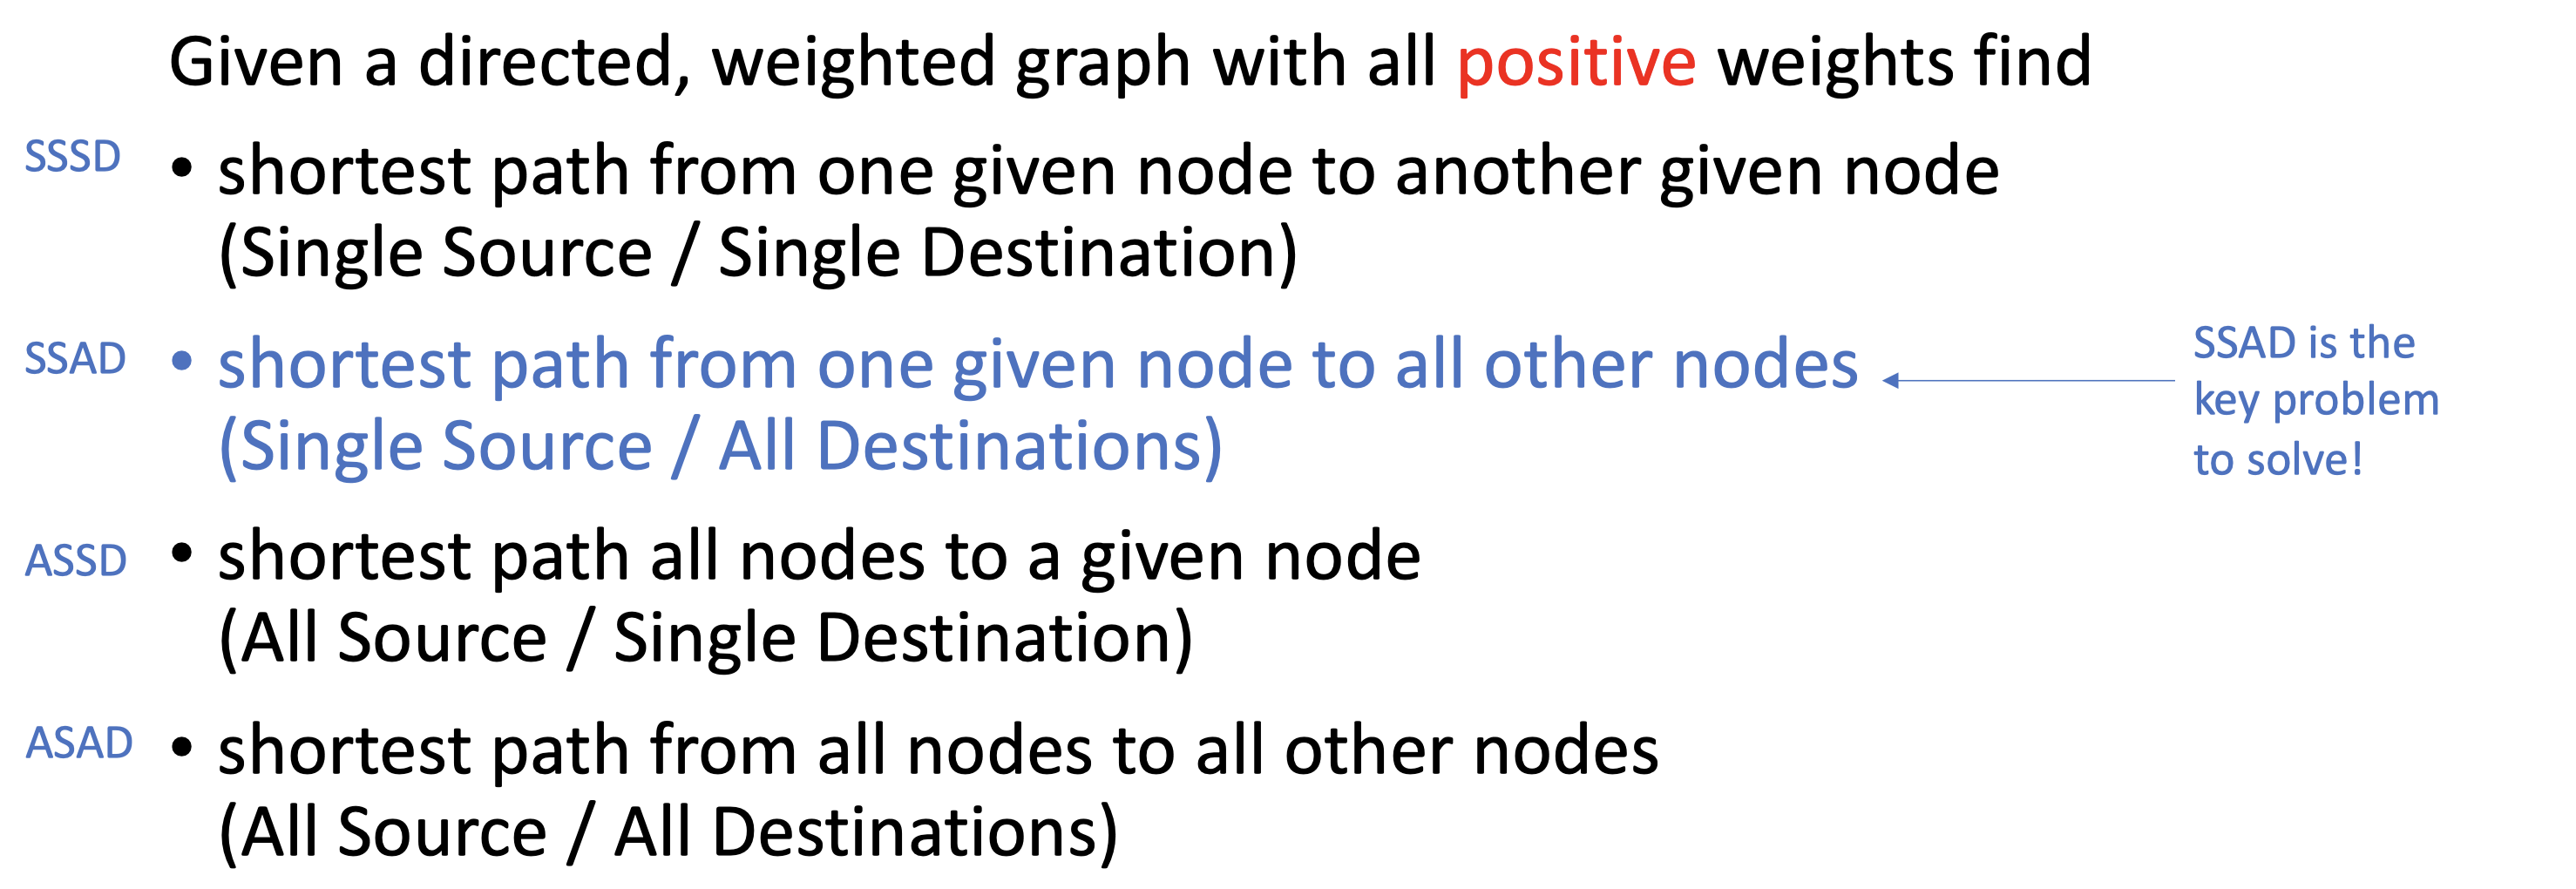 Given a directed, weighted graph with all positive weights find
SSSD
• shortest path from one given node to another given node
(Single Source / Single Destination)
SSAD
• shortest path from one given node to all other nodes
(Single Source / All Destinations)
SSAD is the
key problem
to solve!
ASSD
• shortest path all nodes to a given node
(All Source / Single Destination)
ASAD
• shortest path from all nodes to all other nodes
(All Source / All Destinations)